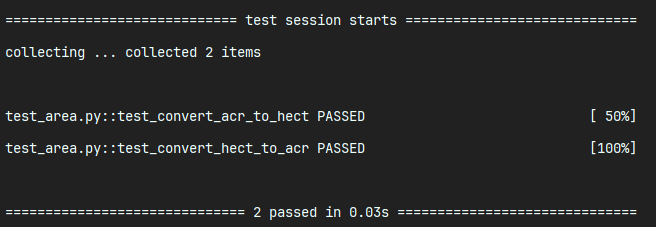 ============================= test session starts =============================
collecting ... collected 2 items
test_area.py::test_convert_acr_to_hect PASSED                            [ 50%]
test_area.py::test_convert_hect_to_acr PASSED                            [100%]
============================== 2 passed in 0.03s ==============================